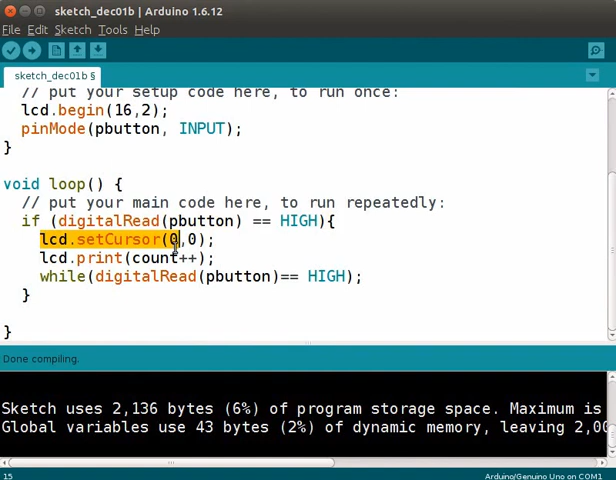 sketch_dec01b | Arduino 1.6.12
File Edit Sketch Tools Help
sketch_dec01b §
// put your setup code here, to run once:
lcd.begin(16,2);
pinMode(pbutton, INPUT);
}
void loop() {
// put your main code here, to run repeatedly:
if (digitalRead(pbutton) == HIGH){
lcd.setCursor(0,0);
lcd.print(count++);
while(digitalRead(pbutton)== HIGH);
}
}
Done compiling.
Sketch uses 2,136 bytes (6%) of program storage space. Maximum is
Global variables use 43 bytes (2%) of dynamic memory, leaving 2,00
15 Arduino/Genuino Uno on COM1